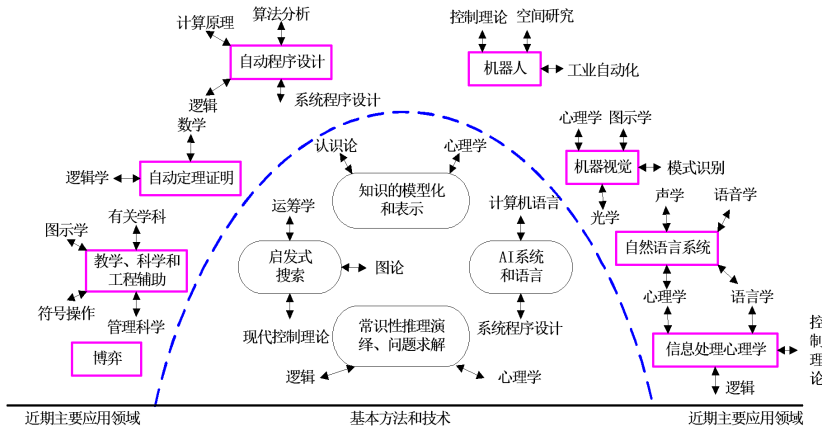 算法分析
计算原理
自动程序设计
系统程序设计
逻辑
控制理论
空间研究
机器人
工业自动化
数学
逻辑学
自动定理证明
认识论
心理学
知识的模型化
和表示
心理学
图示学
机器视觉
模式识别
光学
有关学科
图示学
教学、科学和
工程辅助
符号操作
管理科学
博弈
运筹学
启发式
搜索
图论
现代控制理论
计算机语言
AI系统
和语言
系统程序设计
常识性推理演
绎、问题求解
逻辑
心理学
声学
语音学
自然语言系统
心理学
语言学
信息处理心理学
控
制
理
论
逻辑
近期主要应用领域
基本方法和技术
近期主要应用领域